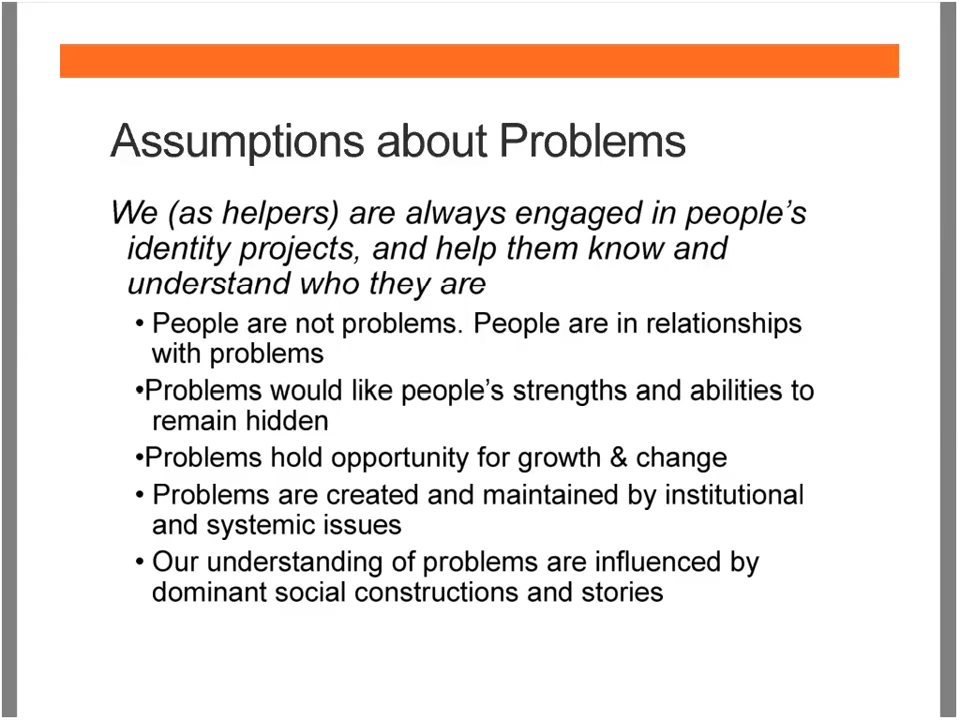 Assumptions about Problems
We (as helpers) are always engaged in people's
identity projects, and help them know and
understand who they are
• People are not problems. People are in relationships
with problems
•Problems would like people's strengths and abilities to
remain hidden
•Problems hold opportunity for growth & change
• Problems are created and maintained by institutional
and systemic issues
• Our understanding of problems are influenced by
dominant social constructions and stories